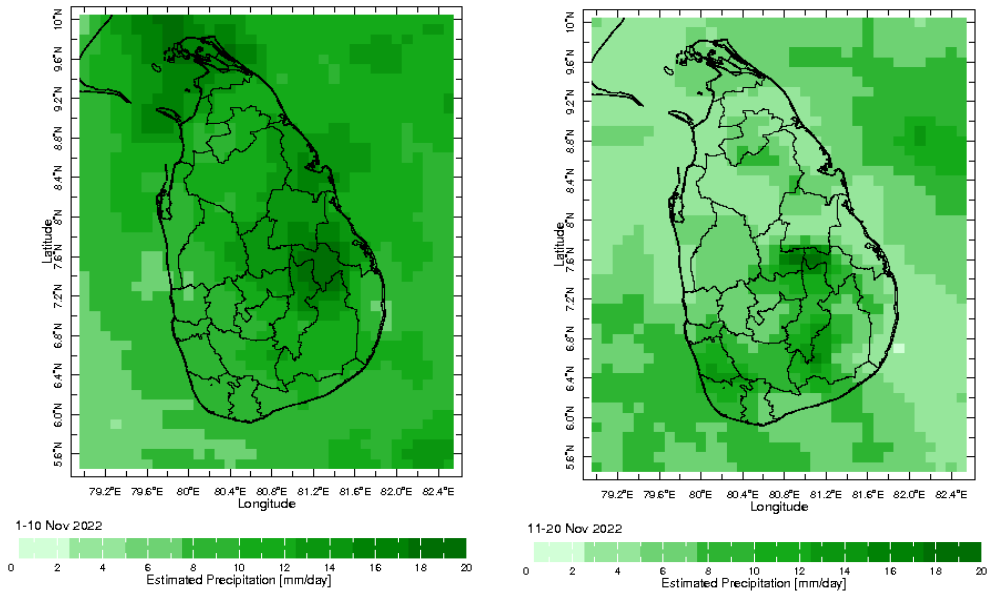 10°N
9.6°N
9.2°N
8.8°N
8.4°N
8°N
7.6°N
7.2°N
6.8°N
6.4°N
6.0°N
5.6°N
Latitude
79.2°E 79.6°E 80°E 80.4°E 80.8°E 81.2°E 81.6°E 82.0°E 82.4°E
Longitude
1-10 Nov 2022
0 2 4 6 8 10 12 14 16 18 20
Estimated Precipitation [mm/day]
10°N
9.6°N
9.2°N
8.8°N
8.4°N
8°N
7.6°N
7.2°N
6.8°N
6.4°N
6.0°N
5.6°N
Latitude
79.2°E 79.6°E 80°E 80.4°E 80.8°E 81.2°E 81.6°E 82.0°E 82.4°E
Longitude
11-20 Nov 2022
0 2 4 6 8 10 12 14 16 18 20
Estimated Precipitation [mm/day]